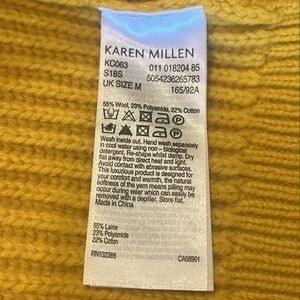 KAREN MILLEN
KC063 011 018204 85
S18S 5054236265783
UK SIZE M 165/92A
55% Wool, 23% Polyamide, 22% Cotton
Wash inside out. Hand wash separately
in cool water using non - biological
detergent. Re-shape whilst damp. Dry
flat away from direct heat and light.
Avoid contact with abrasive surfaces.
This luxurious product is designed for
your comfort and warmth, the natural
softness of the yarn means pilling may
occur during wear which can easily be
removed with a depiller. Store flat.
Made in China
55% Laine
23% Polyamide
22% Coton
RN132365 CA58901